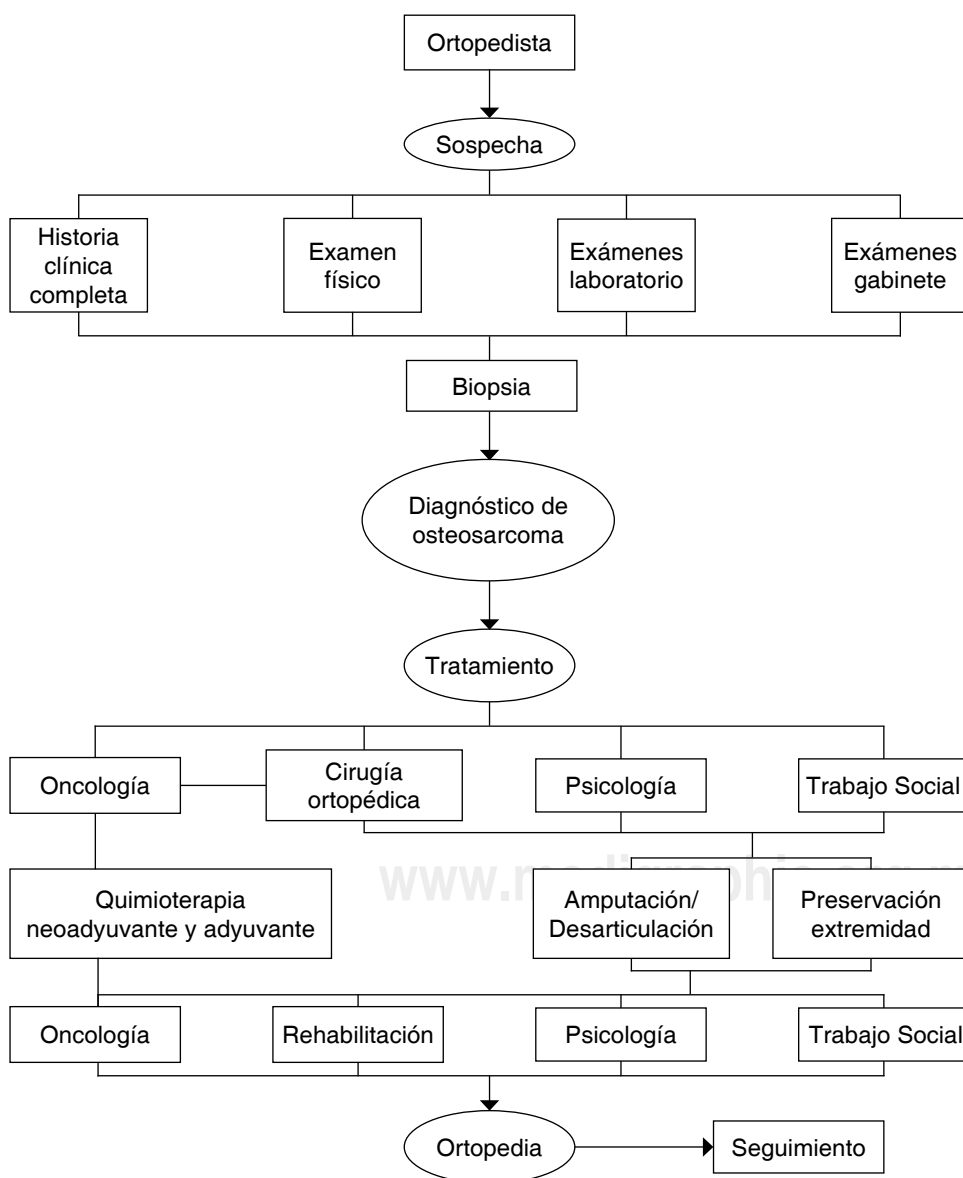 Ortopedista
Sospecha
Historia
clínica
completa
Examen
físico
Exámenes
laboratorio
Exámenes
gabinete
Biopsia
Diagnóstico de
osteosarcoma
Tratamiento
Oncología
Cirugía
ortopédica
Psicología
Trabajo Social
Quimioterapia
neoadyuvante y adyuvante
Amputación/
Desarticulación
Preservación
extremidad
Oncología
Rehabilitación
Psicología
Trabajo Social
Ortopedia
Seguimiento